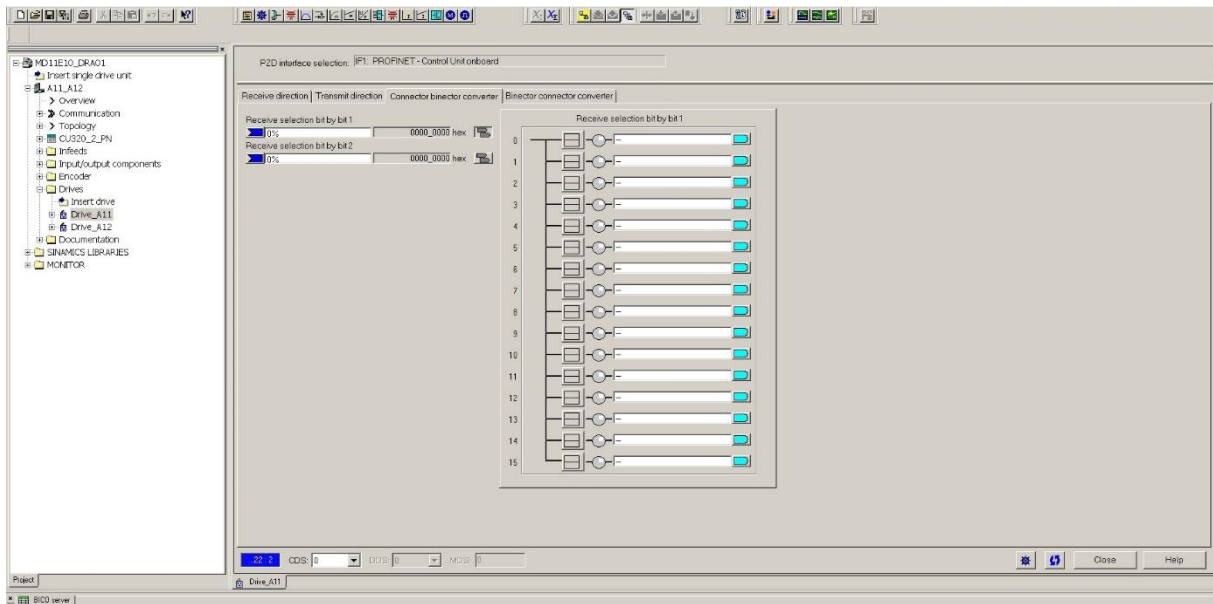 MD11E10_DRA01
Insert single drive unit
A11_A12
Overview
Communication
Topology
CU320_2_PN
Infeeds
Input/output components
Encoder
Drives
Insert drive
Drive_A11
Drive_A12
Documentation
SINAMICS LIBRARIES
MONITOR
Project
PZD interface selection: IF1: PROFINET - Control Unit onboard
Receive direction Transmit direction Connector binector converter Binector connector converter
Receive selection bit by bit 1
0% 0000_0000 hex
Receive selection bit by bit 2
0% 0000_0000 hex
Receive selection bit by bit 1
0 -
1 -
2 -
3 -
4 -
5 -
6 -
7 -
8 -
9 -
10 -
11 -
12 -
13 -
14 -
15 -
22:2 CDS: 0 DDS: 0 MDS: 0 Close Help
Drive_A11
BICO server